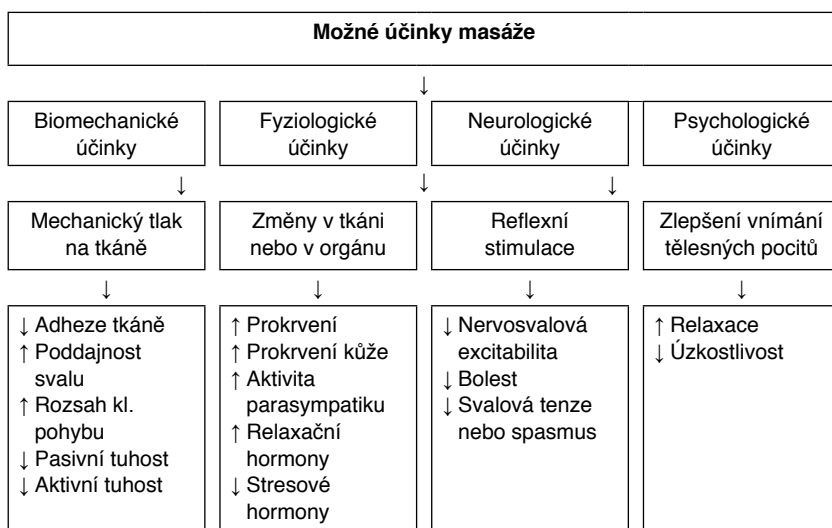 Možné účinky masáže
↓
Biomechanické
účinky
Fyziologické
účinky
Neurologické
účinky
Psychologické
účinky
↓ ↓ ↓
Mechanický tlak
na tkáně
Změny v tkáni
nebo v orgánu
Reflexní
stimulace
Zlepšení vnímání
tělesných pocitů
↓ ↓ ↓ ↓
↓ Adheze tkáně
↑ Poddajnost
svalu
↑ Rozsah kl.
pohybu
↓ Pasivní tuhost
↓ Aktivní tuhost
↑ Prokrvení
↑ Prokrvení kůže
↑ Aktivita
parasympatiku
↑ Relaxační
hormony
↓ Stresové
hormony
↓ Nervosvalová
excitabilita
↓ Bolest
↓ Svalová tenze
nebo spasmus
↑ Relaxace
↓ Úzkostlivost